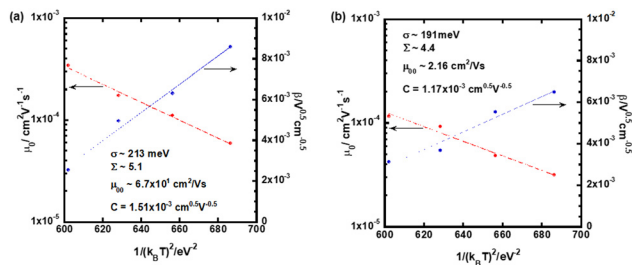 (a)
1x10⁻³
1x10⁻⁴
1x10⁻⁵
μ₀/ cm²V⁻¹s⁻¹
σ ~ 213 meV
Σ ~ 5.1
μ₀₀ ~ 6.7x10¹ cm²/Vs
C = 1.51x10⁻³ cm⁰·⁵V⁻⁰·⁵
1x10⁻²
8x10⁻³
6x10⁻³
4x10⁻³
2x10⁻³
0
β/V⁰·⁵cm⁻⁰·⁵
600 620 640 660 680 700
1/(k_BT)²/eV⁻²
(b)
1x10⁻³
1x10⁻⁴
1x10⁻⁵
μ₀/ cm²V⁻¹s⁻¹
σ ~ 191meV
Σ ~ 4.4
μ₀₀ ~ 2.16 cm²/Vs
C = 1.17x10⁻³ cm⁰·⁵V⁻⁰·⁵
1x10⁻²
8x10⁻³
6x10⁻³
4x10⁻³
2x10⁻³
0
β/V⁰·⁵cm⁻⁰·⁵
600 620 640 660 680 700
1/(k_BT)²/eV⁻²